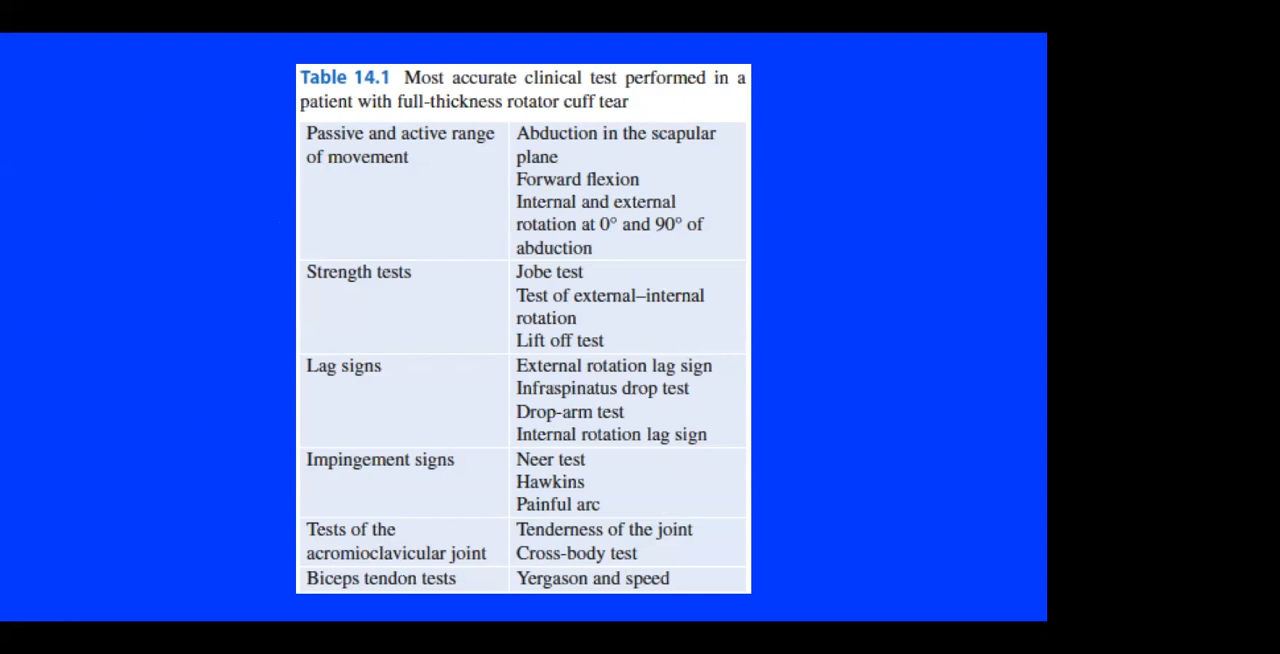 Table 14.1 Most accurate clinical test performed in a
patient with full-thickness rotator cuff tear
Passive and active range
of movement
Abduction in the scapular
plane
Forward flexion
Internal and external
rotation at 0° and 90° of
abduction
Strength tests
Jobe test
Test of external–internal
rotation
Lift off test
Lag signs
External rotation lag sign
Infraspinatus drop test
Drop-arm test
Internal rotation lag sign
Impingement signs
Neer test
Hawkins
Painful arc
Tests of the
acromioclavicular joint
Tenderness of the joint
Cross-body test
Biceps tendon tests
Yergason and speed